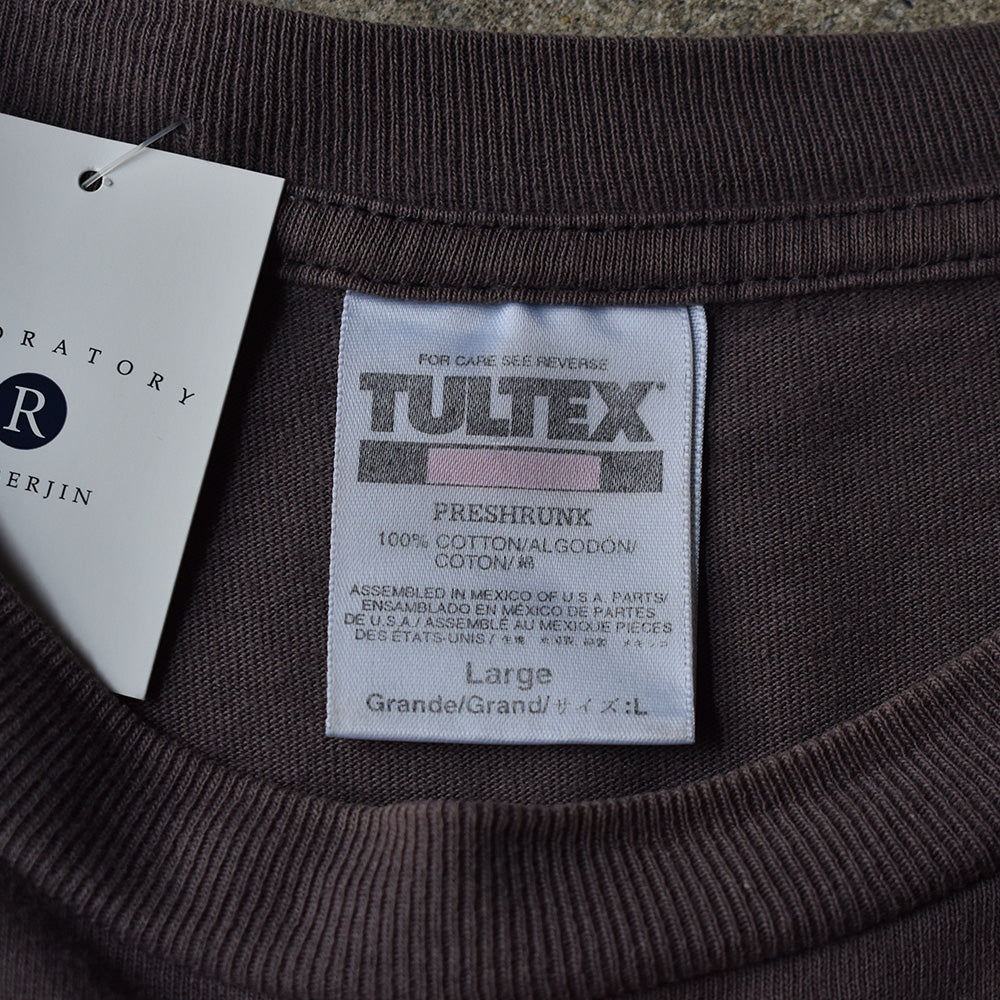 ORATORY
R
ERJIN
FOR CARE SEE REVERSE
TULTEX™
PRESHRUNK
100% COTTON/ALGODÓN/
COTON/綿
ASSEMBLED IN MEXICO OF U.S.A. PARTS/
ENSAMBLADO EN MÉXICO DE PARTES
DE U.S.A./ASSEMBLÉ AU MEXIQUE PIÈCES
DES ÉTATS-UNIS/
Large
Grande/Grand/サイズ:L